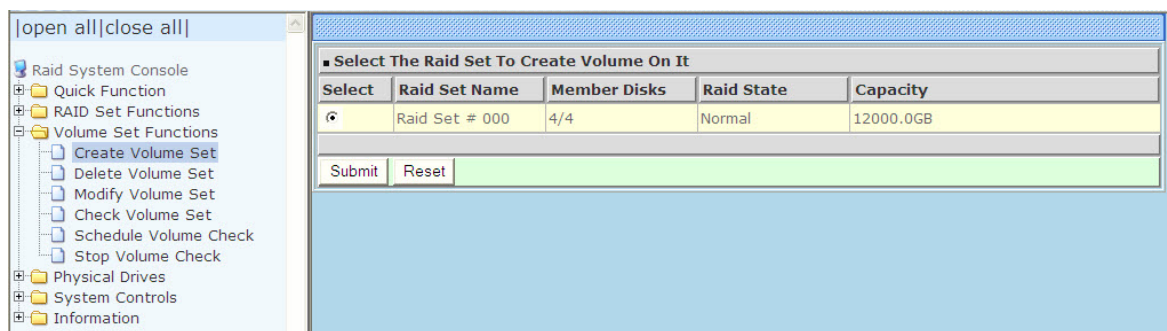 |open all|close all|
Raid System Console
Quick Function
RAID Set Functions
Volume Set Functions
Create Volume Set
Delete Volume Set
Modify Volume Set
Check Volume Set
Schedule Volume Check
Stop Volume Check
Physical Drives
System Controls
Information
Select The Raid Set To Create Volume On It
Select Raid Set Name Member Disks Raid State Capacity
Raid Set # 000 4/4 Normal 12000.0GB
Submit Reset